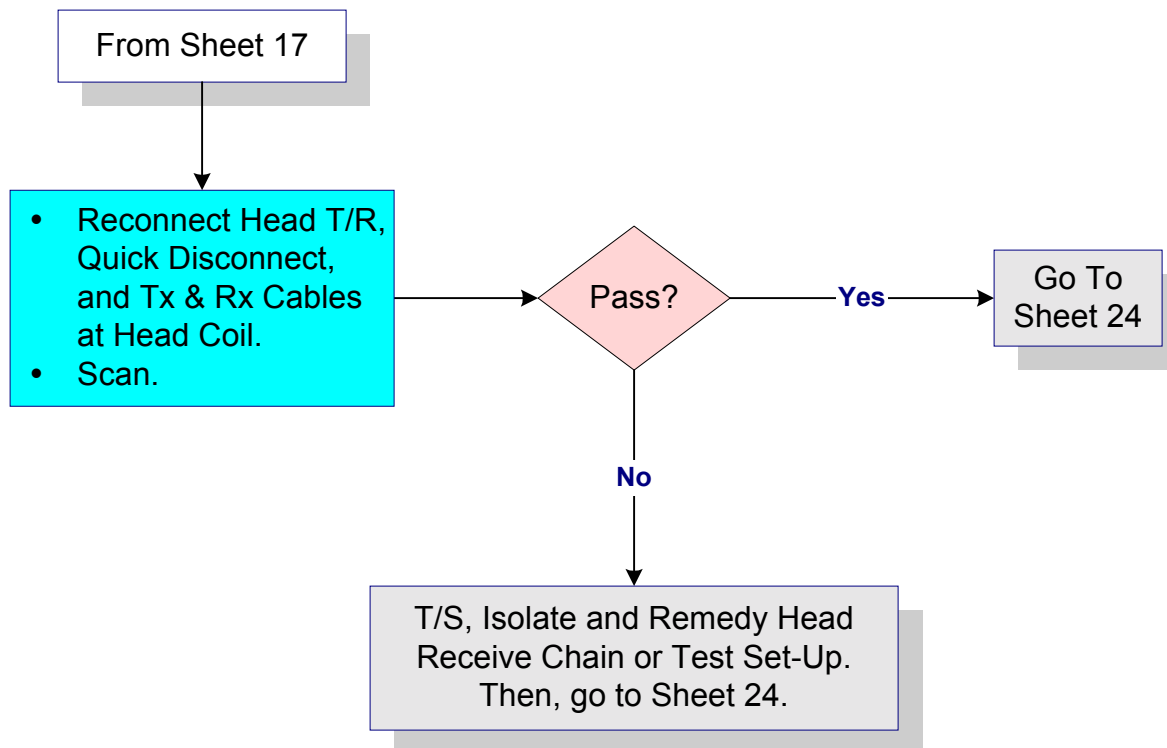 From Sheet 17
• Reconnect Head T/R,
Quick Disconnect,
and Tx & Rx Cables
at Head Coil.
• Scan.
Pass?
Yes
Go To
Sheet 24
No
T/S, Isolate and Remedy Head
Receive Chain or Test Set-Up.
Then, go to Sheet 24.